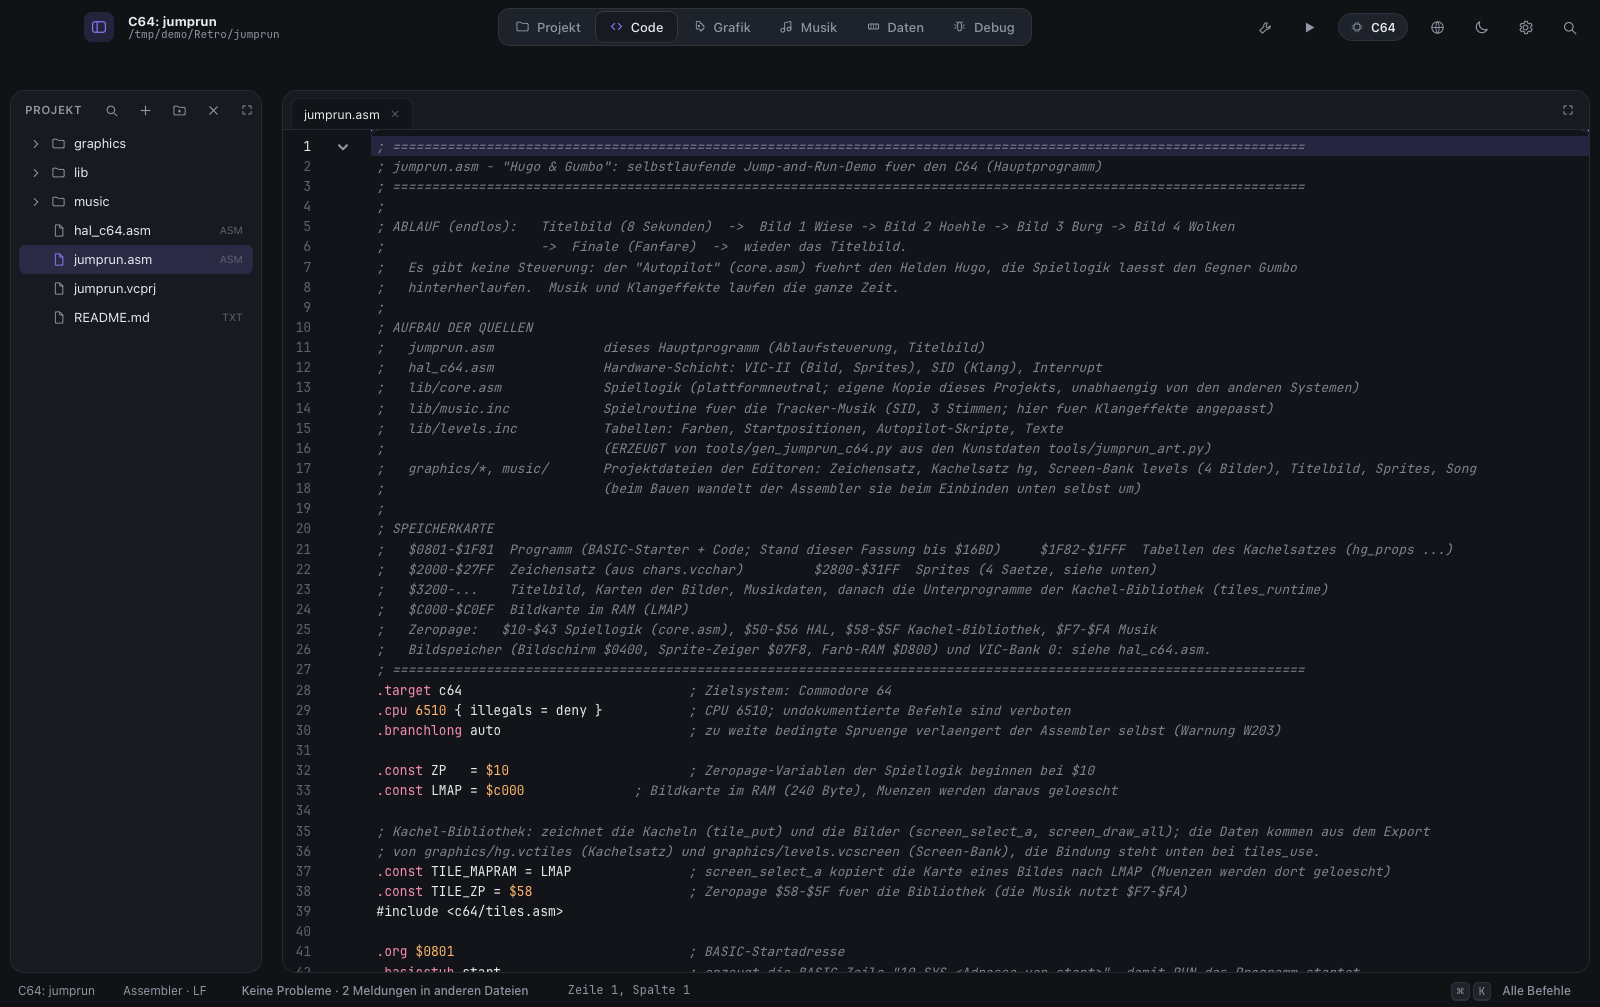 C64: jumprun
/tmp/demo/Retro/jumprun
Projekt
Code
Grafik
Musik
Daten
Debug
C64
PROJEKT
graphics
lib
music
hal_c64.asm ASM
jumprun.asm ASM
jumprun.vcprj
README.md TXT
jumprun.asm
1 ; =====================================================================================================================
2 ; jumprun.asm - "Hugo & Gumbo": selbstlaufende Jump-and-Run-Demo fuer den C64 (Hauptprogramm)
3 ; =====================================================================================================================
4 ;
5 ; ABLAUF (endlos):   Titelbild (8 Sekunden)  ->  Bild 1 Wiese -> Bild 2 Hoehle -> Bild 3 Burg -> Bild 4 Wolken
6 ;                    ->  Finale (Fanfare)  ->  wieder das Titelbild.
7 ;   Es gibt keine Steuerung: der "Autopilot" (core.asm) fuehrt den Helden Hugo, die Spiellogik laesst den Gegner Gumbo
8 ;   hinterherlaufen.  Musik und Klangeffekte laufen die ganze Zeit.
9 ;
10 ; AUFBAU DER QUELLEN
11 ;   jumprun.asm              dieses Hauptprogramm (Ablaufsteuerung, Titelbild)
12 ;   hal_c64.asm              Hardware-Schicht: VIC-II (Bild, Sprites), SID (Klang), Interrupt
13 ;   lib/core.asm             Spiellogik (plattformneutral; eigene Kopie dieses Projekts, unabhaengig von den anderen Systemen)
14 ;   lib/music.inc            Spielroutine fuer die Tracker-Musik (SID, 3 Stimmen; hier fuer Klangeffekte angepasst)
15 ;   lib/levels.inc           Tabellen: Farben, Startpositionen, Autopilot-Skripte, Texte
16 ;                            (ERZEUGT von tools/gen_jumprun_c64.py aus den Kunstdaten tools/jumprun_art.py)
17 ;   graphics/*, music/       Projektdateien der Editoren: Zeichensatz, Kachelsatz hg, Screen-Bank levels (4 Bilder), Titelbild, Sprites, Song
18 ;                            (beim Bauen wandelt der Assembler sie beim Einbinden unten selbst um)
19 ;
20 ; SPEICHERKARTE
21 ;   $0801-$1F81  Programm (BASIC-Starter + Code; Stand dieser Fassung bis $16BD)     $1F82-$1FFF  Tabellen des Kachelsatzes (hg_props ...)
22 ;   $2000-$27FF  Zeichensatz (aus chars.vcchar)         $2800-$31FF  Sprites (4 Saetze, siehe unten)
23 ;   $3200-...    Titelbild, Karten der Bilder, Musikdaten, danach die Unterprogramme der Kachel-Bibliothek (tiles_runtime)
24 ;   $C000-$C0EF  Bildkarte im RAM (LMAP)
25 ;   Zeropage:   $10-$43 Spiellogik (core.asm), $50-$56 HAL, $58-$5F Kachel-Bibliothek, $F7-$FA Musik
26 ;   Bildspeicher (Bildschirm $0400, Sprite-Zeiger $07F8, Farb-RAM $D800) und VIC-Bank 0: siehe hal_c64.asm.
27 ; =====================================================================================================================
28 .target c64                             ; Zielsystem: Commodore 64
29 .cpu 6510 { illegals = deny }           ; CPU 6510; undokumentierte Befehle sind verboten
30 .branchlong auto                        ; zu weite bedingte Spruenge verlaengert der Assembler selbst (Warnung W203)
31
32 .const ZP   = $10                       ; Zeropage-Variablen der Spiellogik beginnen bei $10
33 .const LMAP = $c000              ; Bildkarte im RAM (240 Byte), Muenzen werden daraus geloescht
34
35 ; Kachel-Bibliothek: zeichnet die Kacheln (tile_put) und die Bilder (screen_select_a, screen_draw_all); die Daten kommen aus dem Export
36 ; von graphics/hg.vctiles (Kachelsatz) und graphics/levels.vcscreen (Screen-Bank), die Bindung steht unten bei tiles_use.
37 .const TILE_MAPRAM = LMAP               ; screen_select_a kopiert die Karte eines Bildes nach LMAP (Muenzen werden dort geloescht)
38 .const TILE_ZP = $58                    ; Zeropage $58-$5F fuer die Bibliothek (die Musik nutzt $F7-$FA)
39 #include <c64/tiles.asm>
40
41 .org $0801                              ; BASIC-Startadresse
42 .basicstub start                        ; erzeugt die BASIC-Zeile "10 SYS <Adresse von start>", damit RUN das Programm startet
C64: jumprun
Assembler · LF
Keine Probleme · 2 Meldungen in anderen Dateien
Zeile 1, Spalte 1
⌘ K Alle Befehle